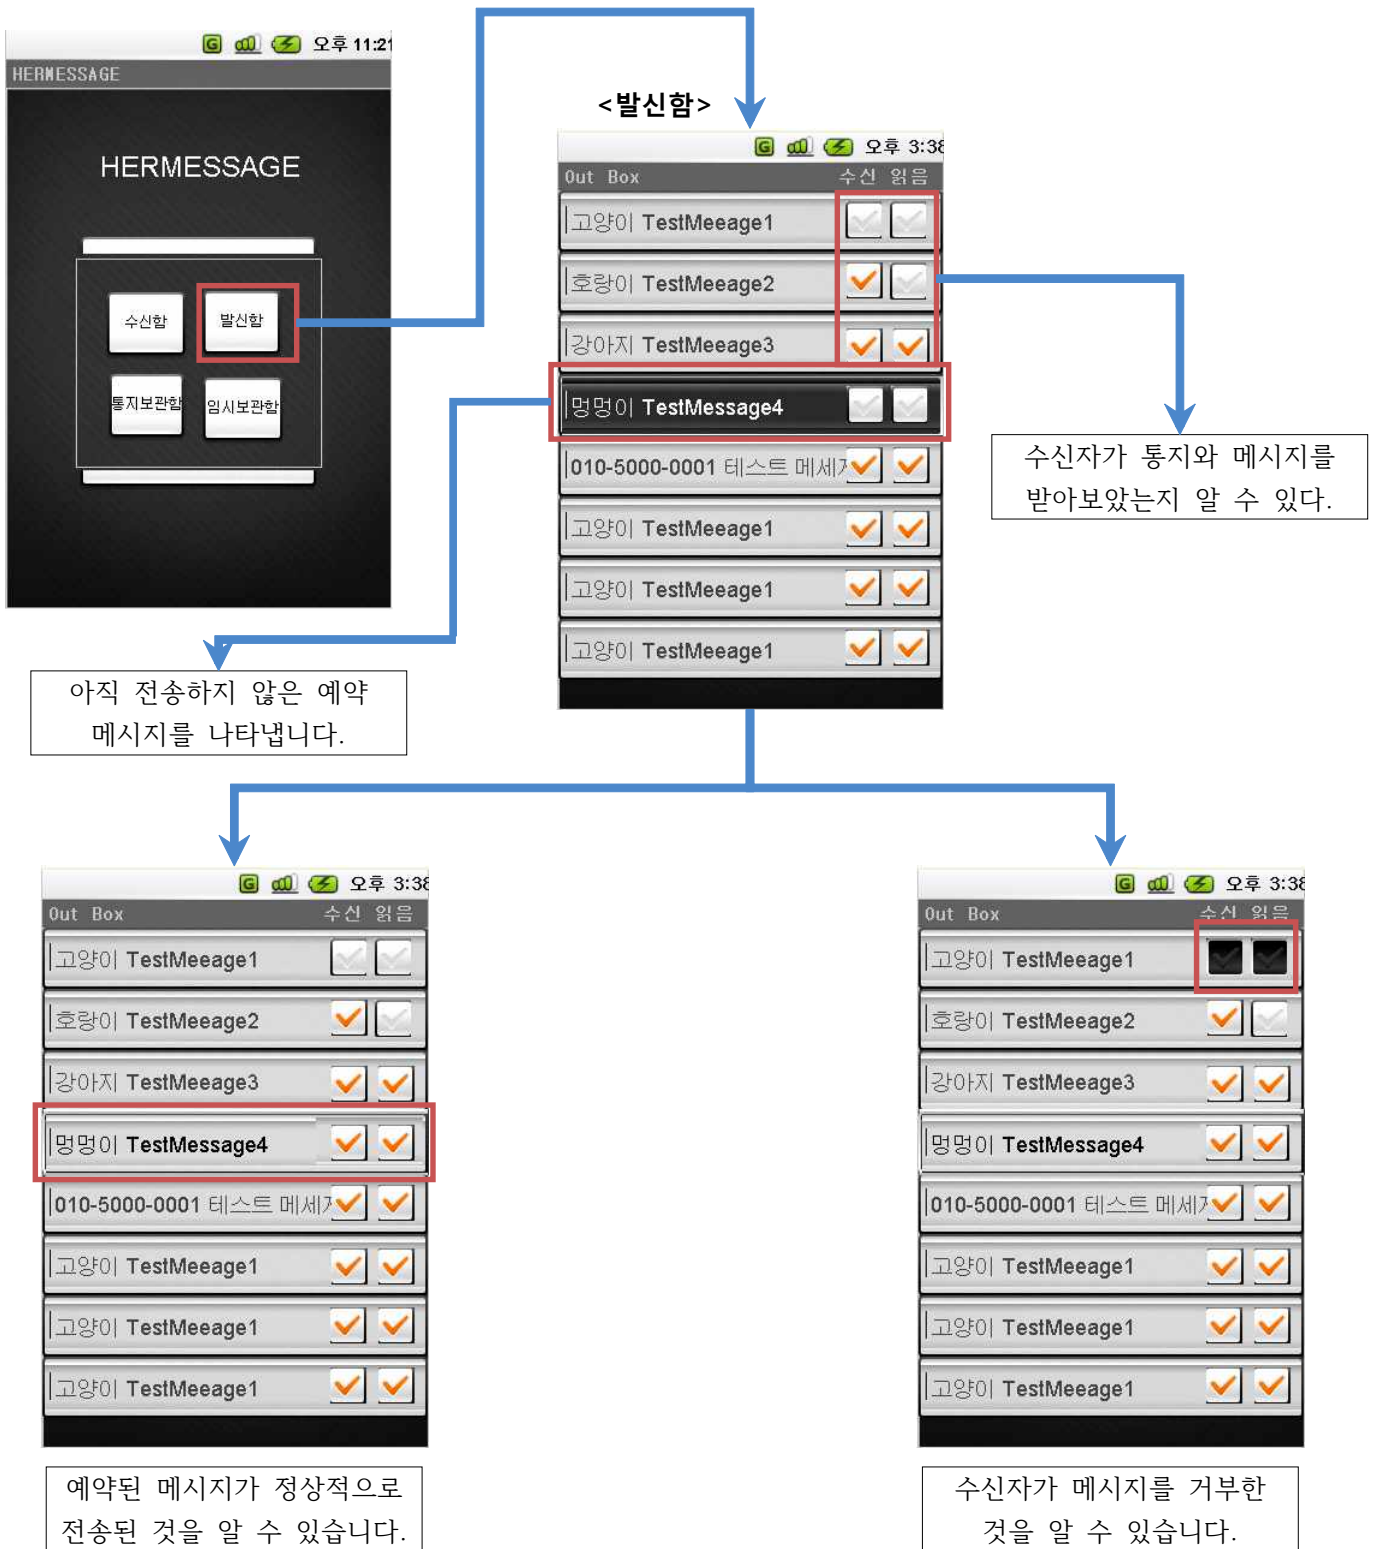 오후 11:21
HERMESSAGE
HERMESSAGE
수신함
발신함
통지보관함
임시보관함
<발신함>
오후 3:38
Out Box 수신 읽음
고양이 TestMeeage1
호랑이 TestMeeage2
강아지 TestMeeage3
멍멍이 TestMessage4
010-5000-0001 테스트 메세지
고양이 TestMeeage1
고양이 TestMeeage1
고양이 TestMeeage1
수신자가 통지와 메시지를
받아보았는지 알 수 있다.
아직 전송하지 않은 예약
메시지를 나타냅니다.
오후 3:38
Out Box 수신 읽음
고양이 TestMeeage1
호랑이 TestMeeage2
강아지 TestMeeage3
멍멍이 TestMessage4
010-5000-0001 테스트 메세지
고양이 TestMeeage1
고양이 TestMeeage1
고양이 TestMeeage1
예약된 메시지가 정상적으로
전송된 것을 알 수 있습니다.
오후 3:38
Out Box 수신 읽음
고양이 TestMeeage1
호랑이 TestMeeage2
강아지 TestMeeage3
멍멍이 TestMessage4
010-5000-0001 테스트 메세지
고양이 TestMeeage1
고양이 TestMeeage1
고양이 TestMeeage1
수신자가 메시지를 거부한
것을 알 수 있습니다.